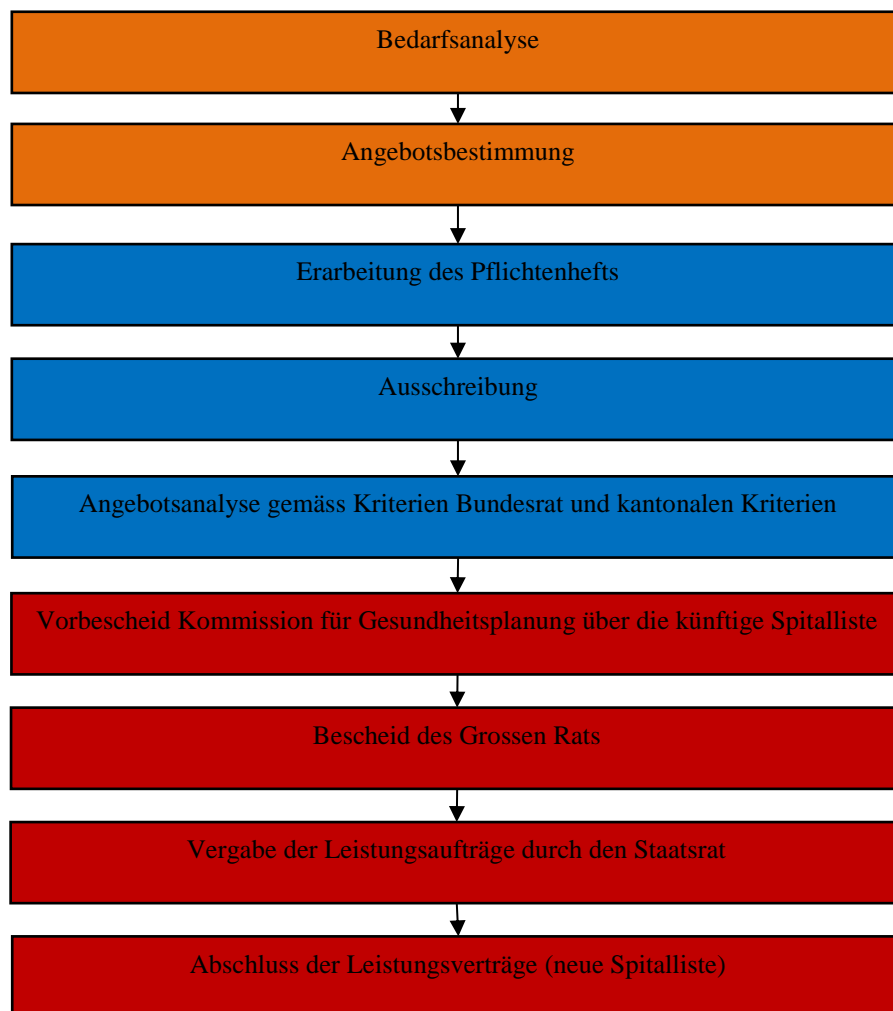 Bedarfsanalyse
Angebotsbestimmung
Erarbeitung des Pflichtenhefts
Ausschreibung
Angebotsanalyse gemäss Kriterien Bundesrat und kantonalen Kriterien
Vorbescheid Kommission für Gesundheitsplanung über die künftige Spitalliste
Bescheid des Grossen Rats
Vergabe der Leistungsaufträge durch den Staatsrat
Abschluss der Leistungsverträge (neue Spitalliste)